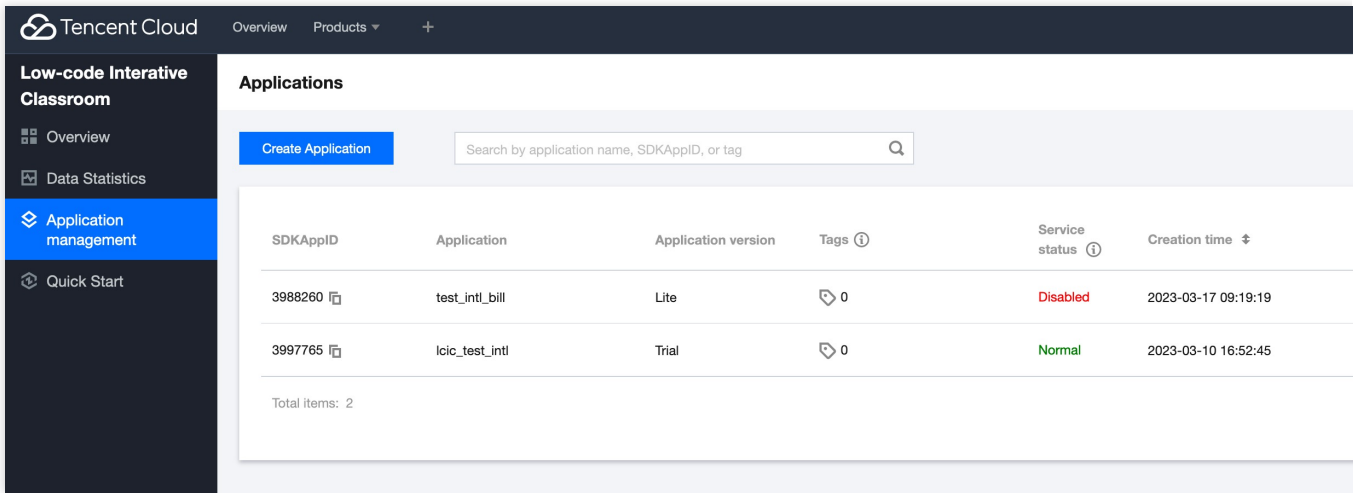 Tencent Cloud Overview Products
Low-code Interative
Classroom
Overview
Data Statistics
Application
management
Quick Start
Applications
Create Application Search by application name, SDKAppID, or tag
SDKAppID Application Application version Tags Service status Creation time
3988260 test_intl_bill Lite 0 Disabled 2023-03-17 09:19:19
3997765 lcic_test_intl Trial 0 Normal 2023-03-10 16:52:45
Total items: 2